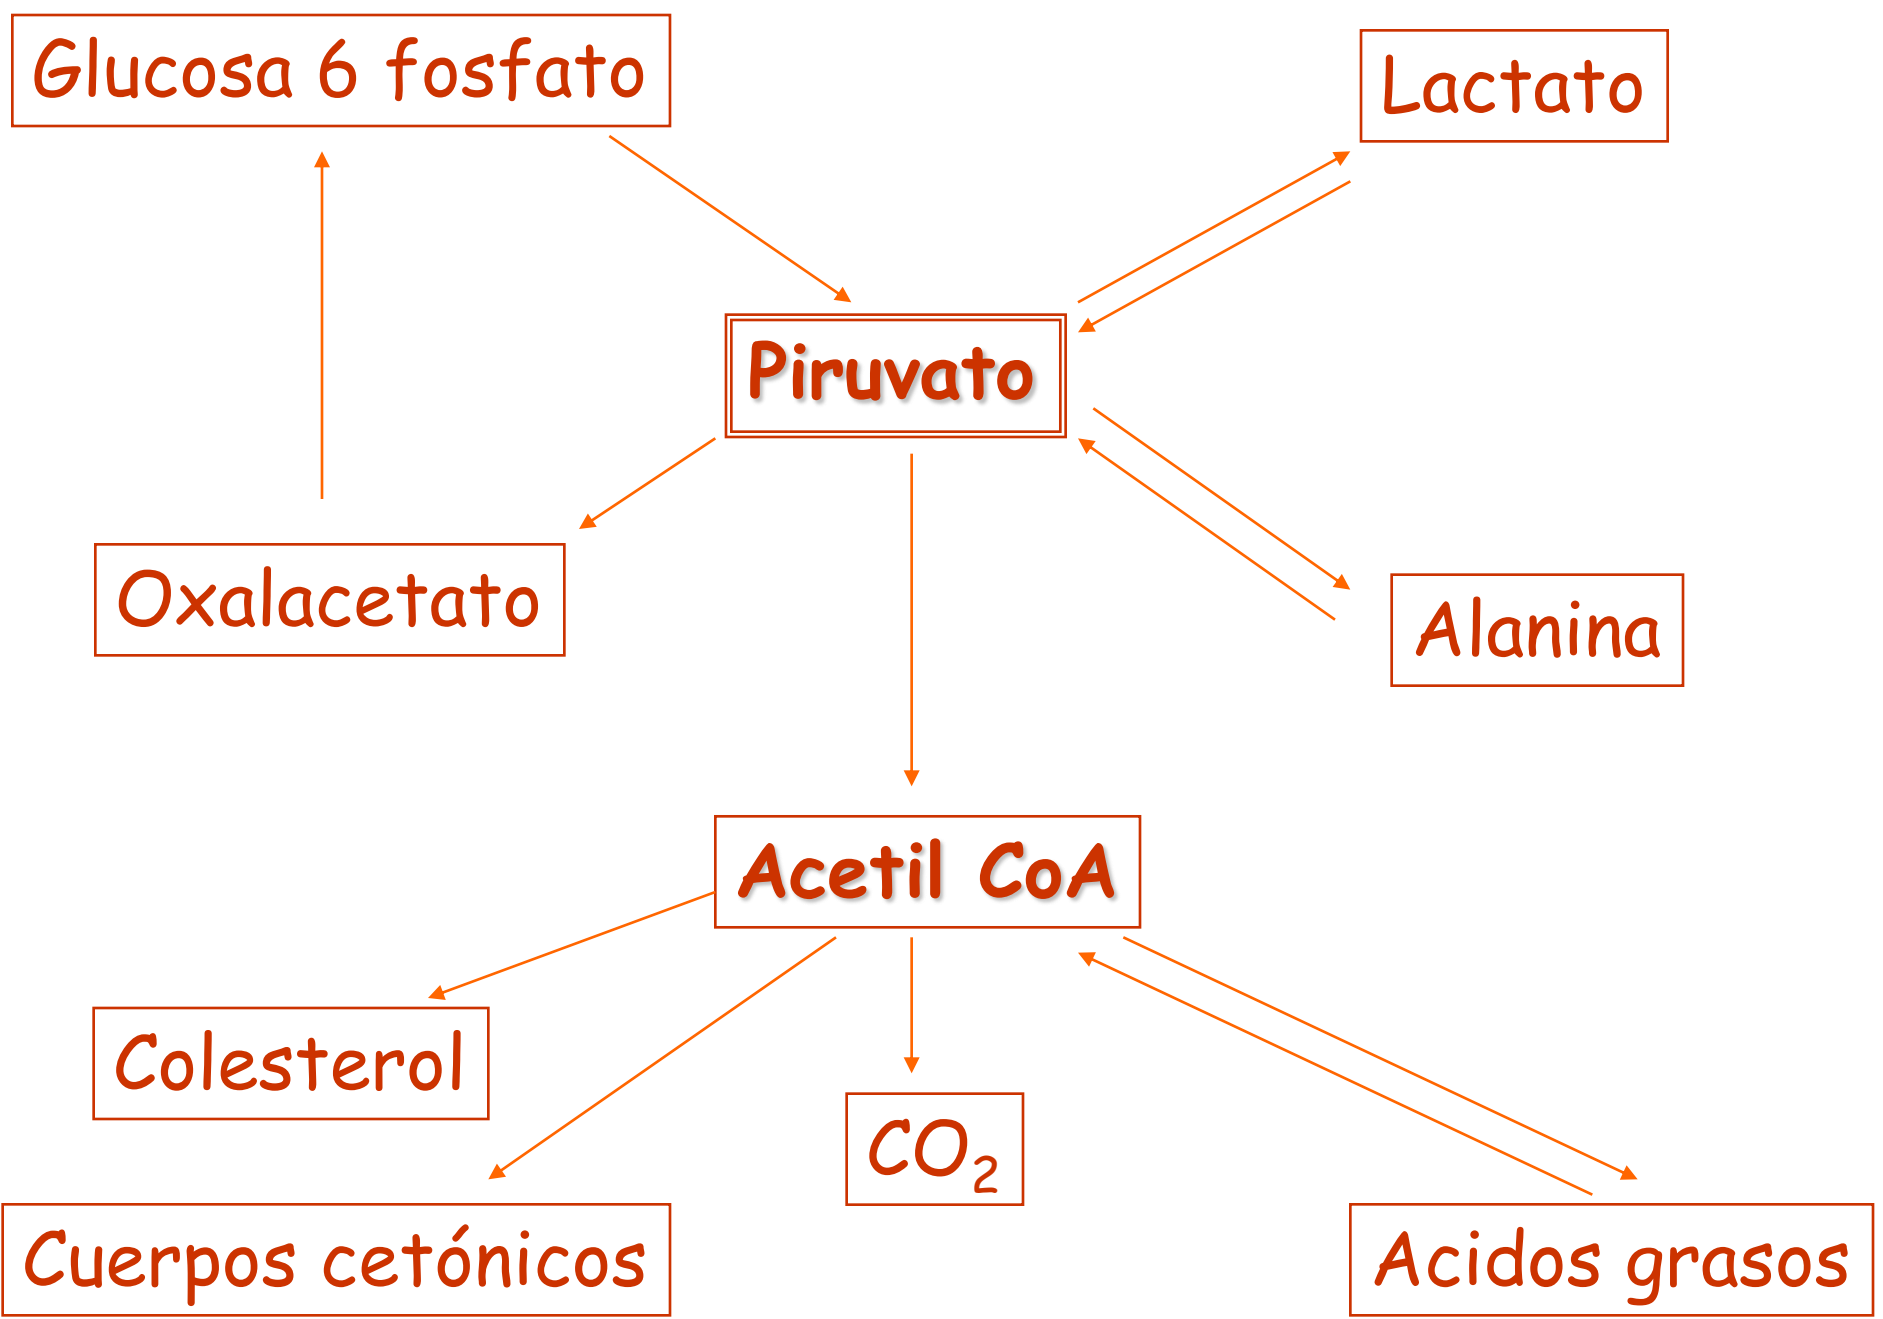 Glucosa 6 fosfato
Lactato
Piruvato
Oxalacetato
Alanina
Acetil CoA
Colesterol
CO₂
Cuerpos cetónicos
Acidos grasos